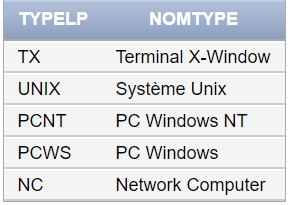 TYPELP NOMTYPE
TX Terminal X-Window
UNIX Système Unix
PCNT PC Windows NT
PCWS PC Windows
NC Network Computer